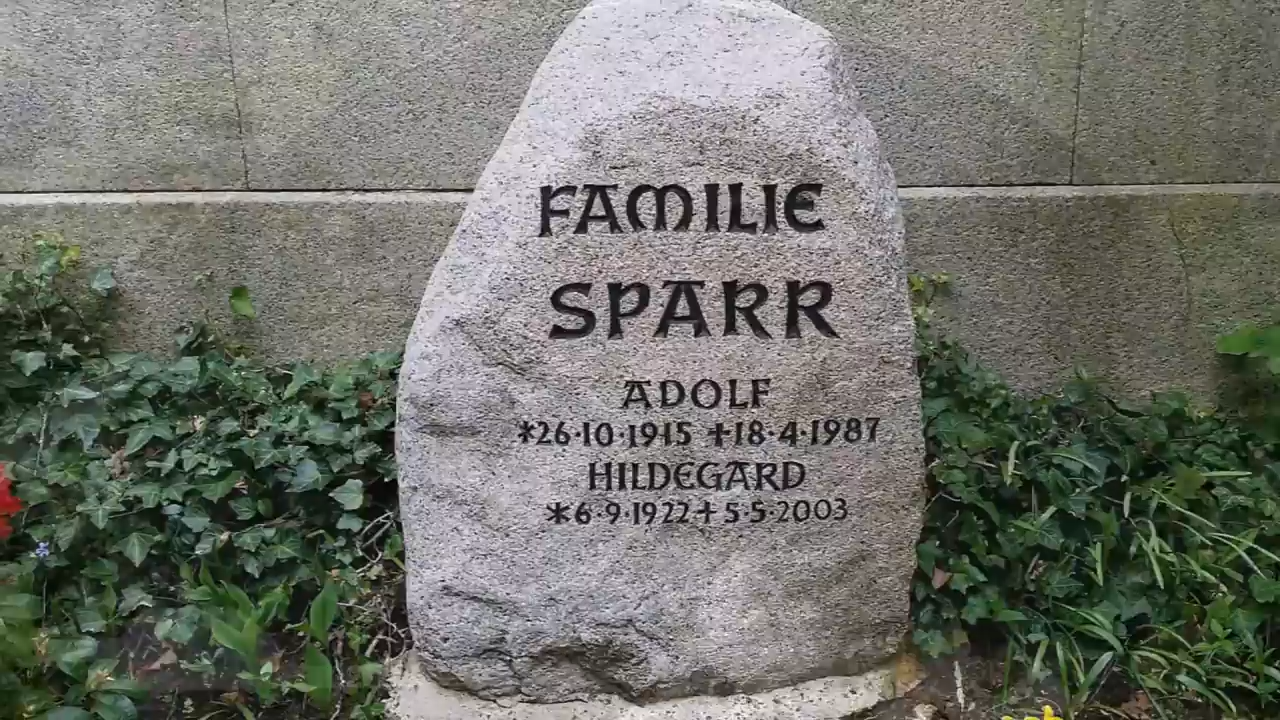 FAMILIE
SPARR
ADOLF
*26·10·1915 +18·4·1987
HILDEGARD
*6·9·1922+5·5·2003